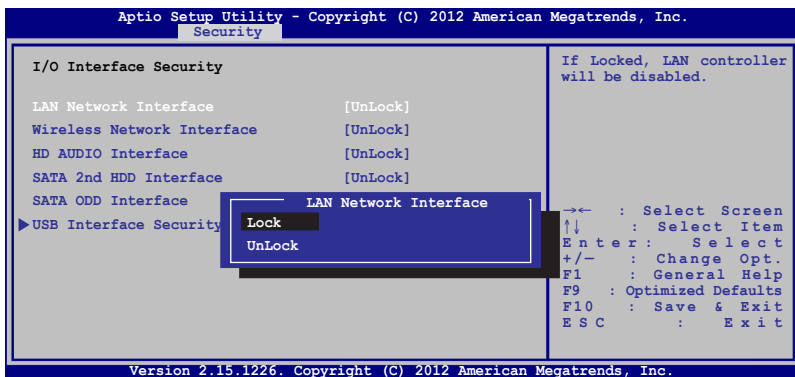 Aptio Setup Utility - Copyright (C) 2012 American Megatrends, Inc.
Security
I/O Interface Security
LAN Network Interface [UnLock]
Wireless Network Interface [UnLock]
HD AUDIO Interface [UnLock]
SATA 2nd HDD Interface [UnLock]
SATA ODD Interface
USB Interface Security
LAN Network Interface
Lock
UnLock
If Locked, LAN controller
will be disabled.
→← : Select Screen
↑↓ : Select Item
Enter: Select
+/— : Change Opt.
F1 : General Help
F9 : Optimized Defaults
F10 : Save & Exit
ESC : Exit
Version 2.15.1226. Copyright (C) 2012 American Megatrends, Inc.